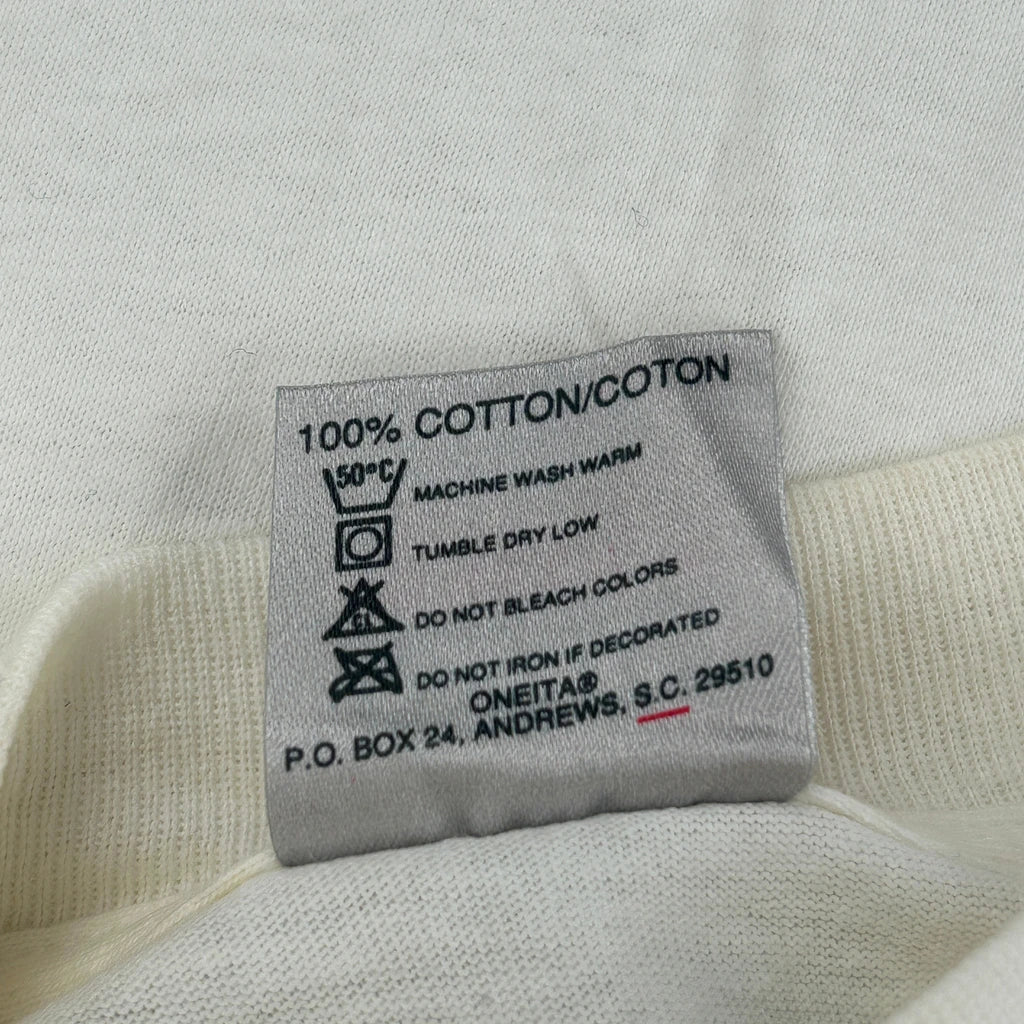 100% COTTON/COTON
50°C MACHINE WASH WARM
TUMBLE DRY LOW
CL DO NOT BLEACH COLORS
DO NOT IRON IF DECORATED
ONEITA®
P.O. BOX 24, ANDREWS, S.C. 29510